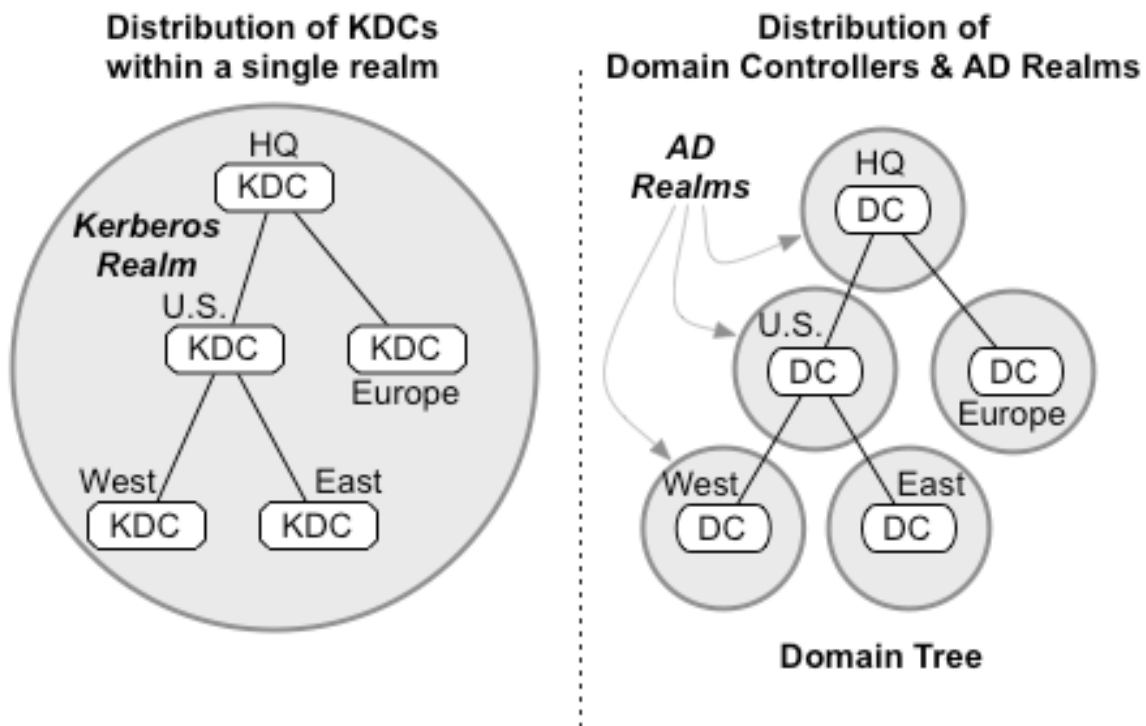 Distribution of KDCs
within a single realm
HQ
KDC
Kerberos
Realm
U.S.
KDC
KDC
Europe
West
East
KDC
KDC
Distribution of
Domain Controllers & AD Realms
AD
Realms
HQ
DC
U.S.
DC
DC
Europe
West
East
DC
DC
Domain Tree